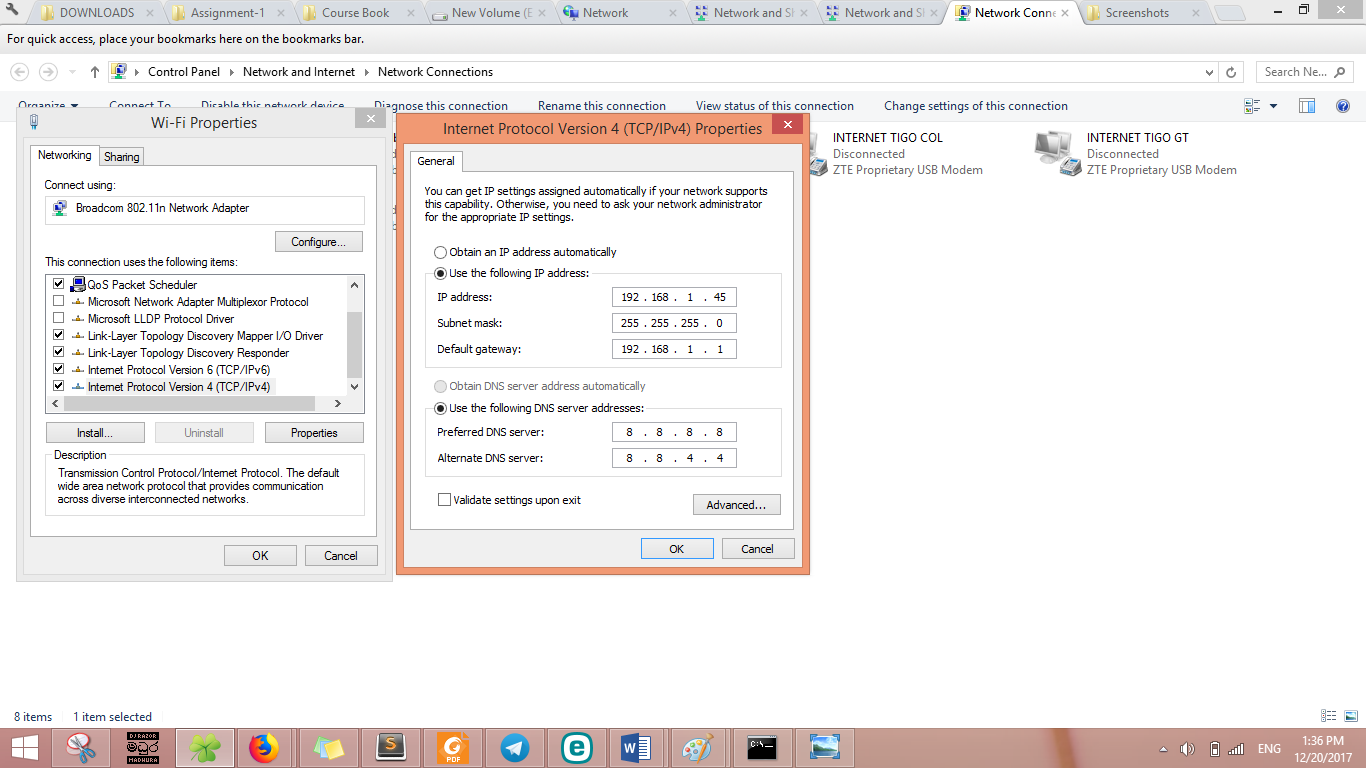 DOWNLOADS
Assignment-1
Course Book
New Volume (E
Network
Network and Sh
Network and Sh
Network Conne
Screenshots
For quick access, place your bookmarks here on the bookmarks bar.
Control Panel
Network and Internet
Network Connections
Search Ne...
Organize
Connect To
Disable this network device
Diagnose this connection
Rename this connection
View status of this connection
Change settings of this connection
INTERNET TIGO COL
Disconnected
ZTE Proprietary USB Modem
INTERNET TIGO GT
Disconnected
ZTE Proprietary USB Modem
Wi-Fi Properties
Networking
Sharing
Connect using:
Broadcom 802.11n Network Adapter
Configure...
This connection uses the following items:
QoS Packet Scheduler
Microsoft Network Adapter Multiplexor Protocol
Microsoft LLDP Protocol Driver
Link-Layer Topology Discovery Mapper I/O Driver
Link-Layer Topology Discovery Responder
Internet Protocol Version 6 (TCP/IPv6)
Internet Protocol Version 4 (TCP/IPv4)
Install...
Uninstall
Properties
Description
Transmission Control Protocol/Internet Protocol. The default
wide area network protocol that provides communication
across diverse interconnected networks.
OK
Cancel
Internet Protocol Version 4 (TCP/IPv4) Properties
General
You can get IP settings assigned automatically if your network supports
this capability. Otherwise, you need to ask your network administrator
for the appropriate IP settings.
Obtain an IP address automatically
Use the following IP address:
IP address: 192 . 168 . 1 . 45
Subnet mask: 255 . 255 . 255 . 0
Default gateway: 192 . 168 . 1 . 1
Obtain DNS server address automatically
Use the following DNS server addresses:
Preferred DNS server: 8 . 8 . 8 . 8
Alternate DNS server: 8 . 8 . 4 . 4
Validate settings upon exit
Advanced...
OK
Cancel
8 items
1 item selected
DJ RAZOR
MADHURA
S
PDF
e
W
C:\_
ENG
1:36 PM
12/20/2017